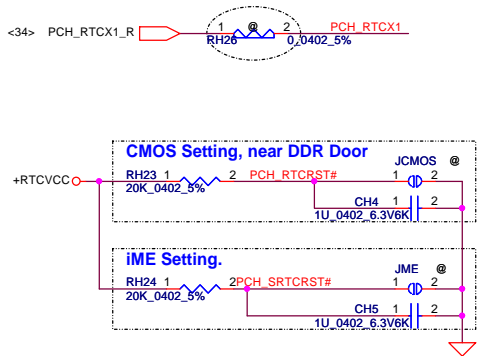 <34> PCH_RTCX1_R 1 @ 2 PCH_RTCX1
RH26 0_0402_5%
CMOS Setting, near DDR Door
JCMOS @
+RTCVCC RH23 1 2 PCH_RTCRST# 1 2
20K_0402_5%
CH4 1 2
1U_0402_6.3V6K
iME Setting.
JME @
RH24 1 2 PCH_SRTCRST# 1 2
20K_0402_5%
CH5 1 2
1U_0402_6.3V6K